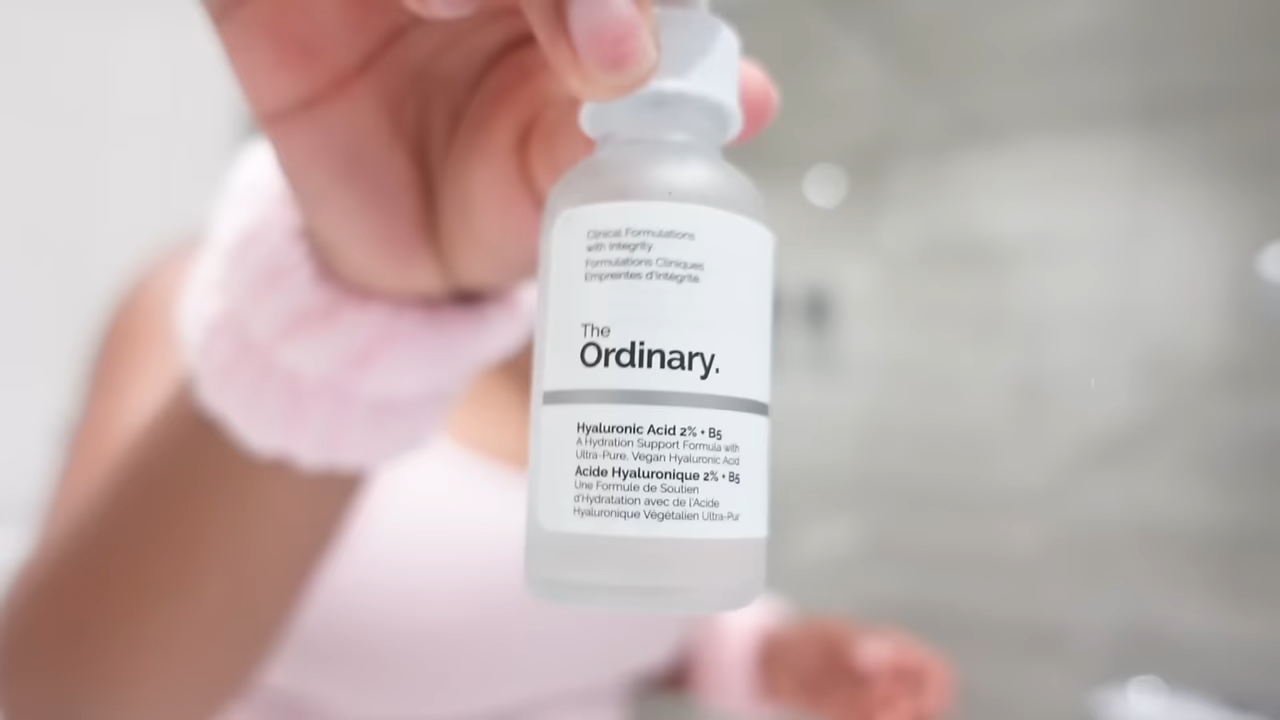 Clinical Formulations
with Integrity
Formulations Cliniques
Empreintes d'Intégrité.
The
Ordinary.
Hyaluronic Acid 2% + B5
A Hydration Support Formula with
Ultra-Pure, Vegan Hyaluronic Acid
Acide Hyaluronique 2% + B5
Une Formule de Soutien
d'Hydratation avec de l'Acide
Hyaluronique Végétalien Ultra-Pur